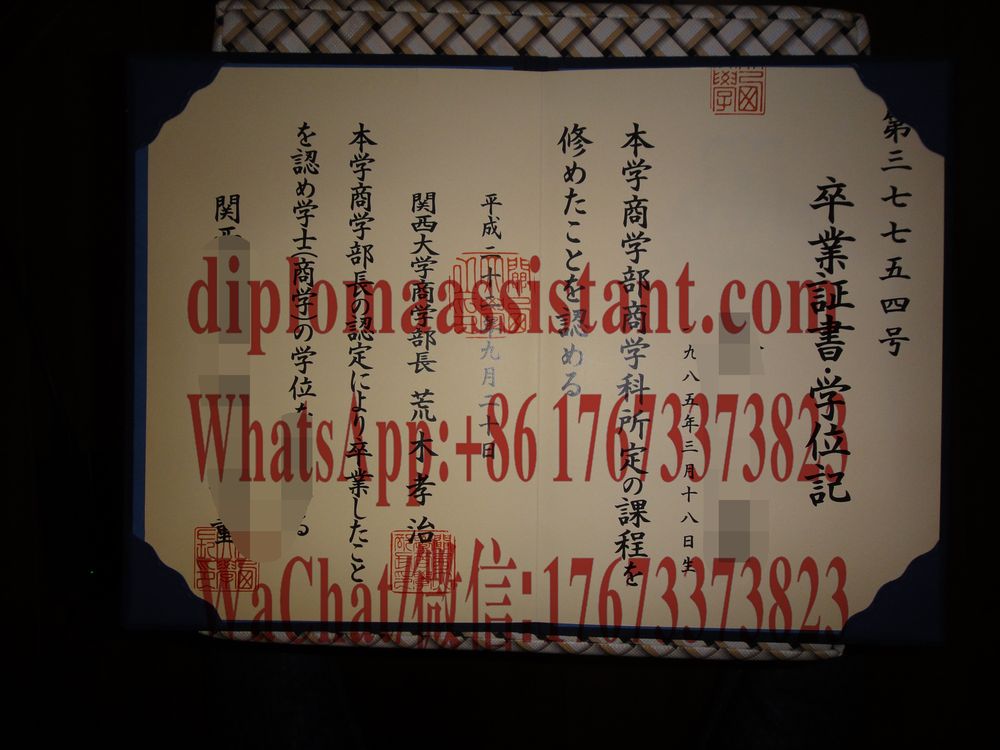 第三七七五四号
卒業証書・学位記
九八五年三月十八日生
本学商学部商学科所定の課程を
修めたことを認める
平成二十年九月二十日
関西大学商学部長 荒木孝治
本学商学部長の認定により卒業したこと
を認め学士(商学)の学位 る
関
diplomaassistant.com
WhatsApp:+86 17673373823
WaChat/微信:17673373823